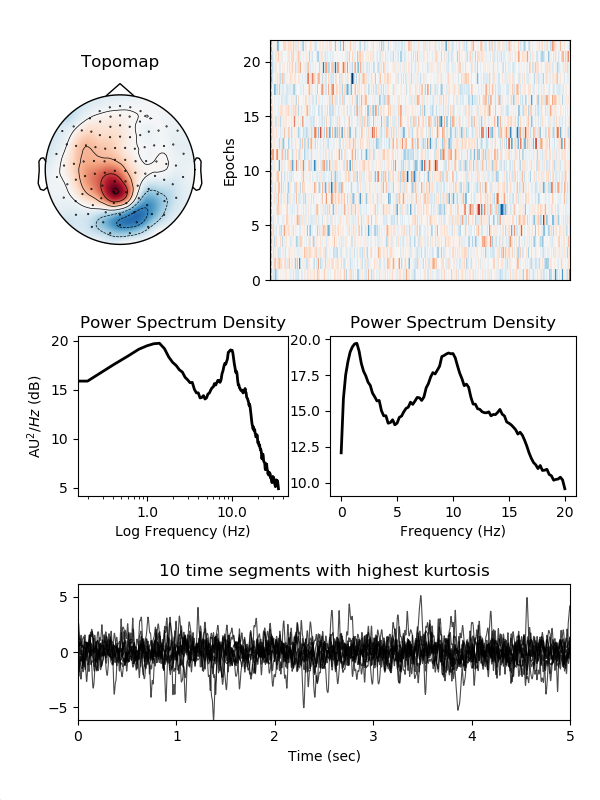 Topomap
Epochs
20
15
10
5
0
Power Spectrum Density
AU²/Hz (dB)
20
15
10
5
1.0 10.0
Log Frequency (Hz)
Power Spectrum Density
20.0
17.5
15.0
12.5
10.0
0 5 10 15 20
Frequency (Hz)
10 time segments with highest kurtosis
5
0
−5
0 1 2 3 4 5
Time (sec)